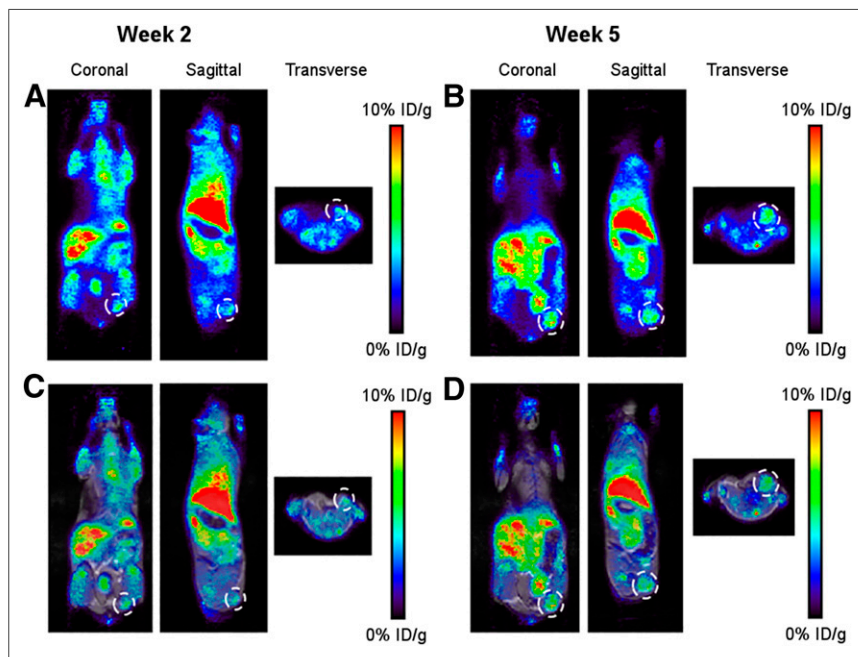 Week 2 Week 5
Coronal Sagittal Transverse Coronal Sagittal Transverse
A B
10% ID/g 10% ID/g
0% ID/g 0% ID/g
C D
10% ID/g 10% ID/g
0% ID/g 0% ID/g